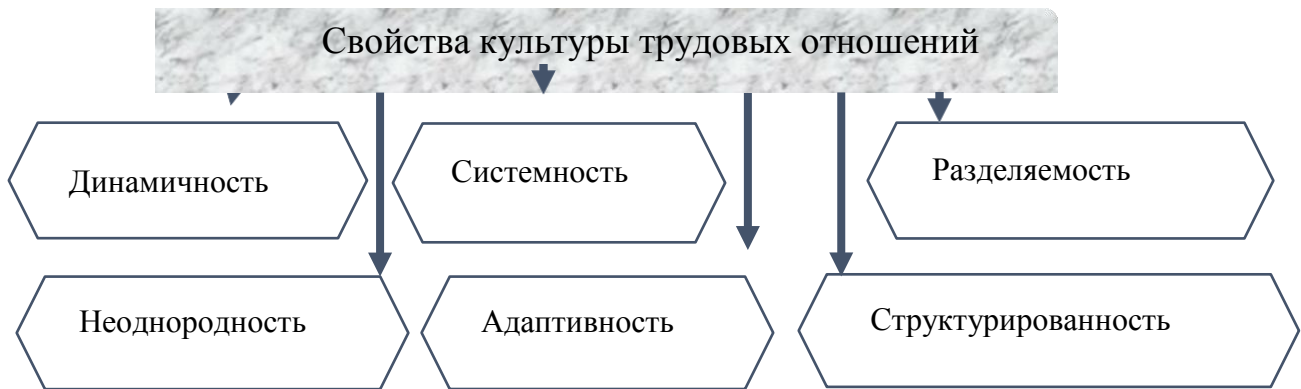 Свойства культуры трудовых отношений
Динамичность
Системность
Разделяемость
Неоднородность
Адаптивность
Структурированность